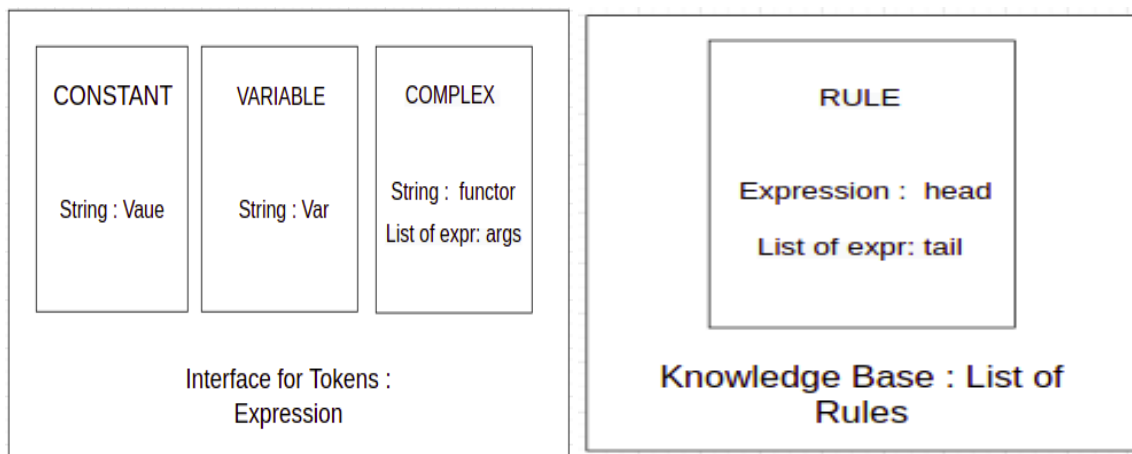 CONSTANT
String : Vaue
VARIABLE
String : Var
COMPLEX
String : functor
List of expr: args
Interface for Tokens :
Expression
RULE
Expression : head
List of expr: tail
Knowledge Base : List of
Rules